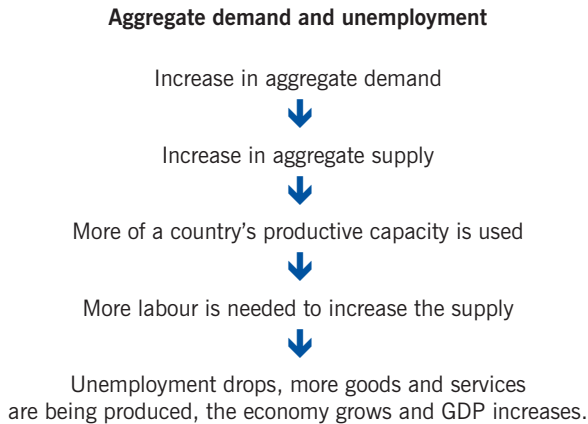 Aggregate demand and unemployment
Increase in aggregate demand
Increase in aggregate supply
More of a country’s productive capacity is used
More labour is needed to increase the supply
Unemployment drops, more goods and services
are being produced, the economy grows and GDP increases.